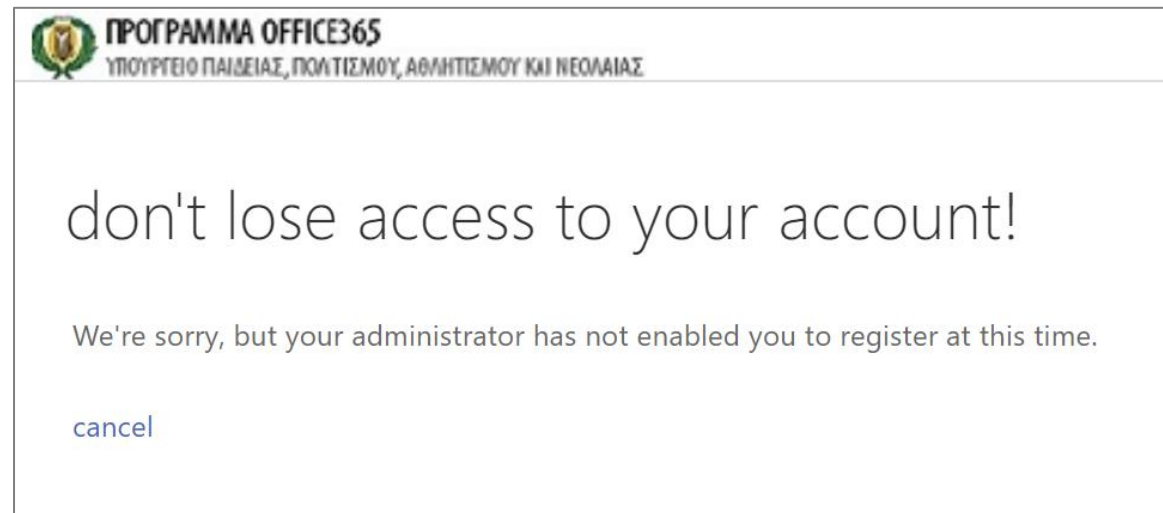 ΠΡΟΓΡΑΜΜΑ OFFICE365
ΥΠΟΥΡΓΕΙΟ ΠΑΙΔΕΙΑΣ, ΠΟΛΙΤΙΣΜΟΥ, ΑΘΛΗΤΙΣΜΟΥ ΚΑΙ ΝΕΟΛΑΙΑΣ
don't lose access to your account!
We're sorry, but your administrator has not enabled you to register at this time.
cancel